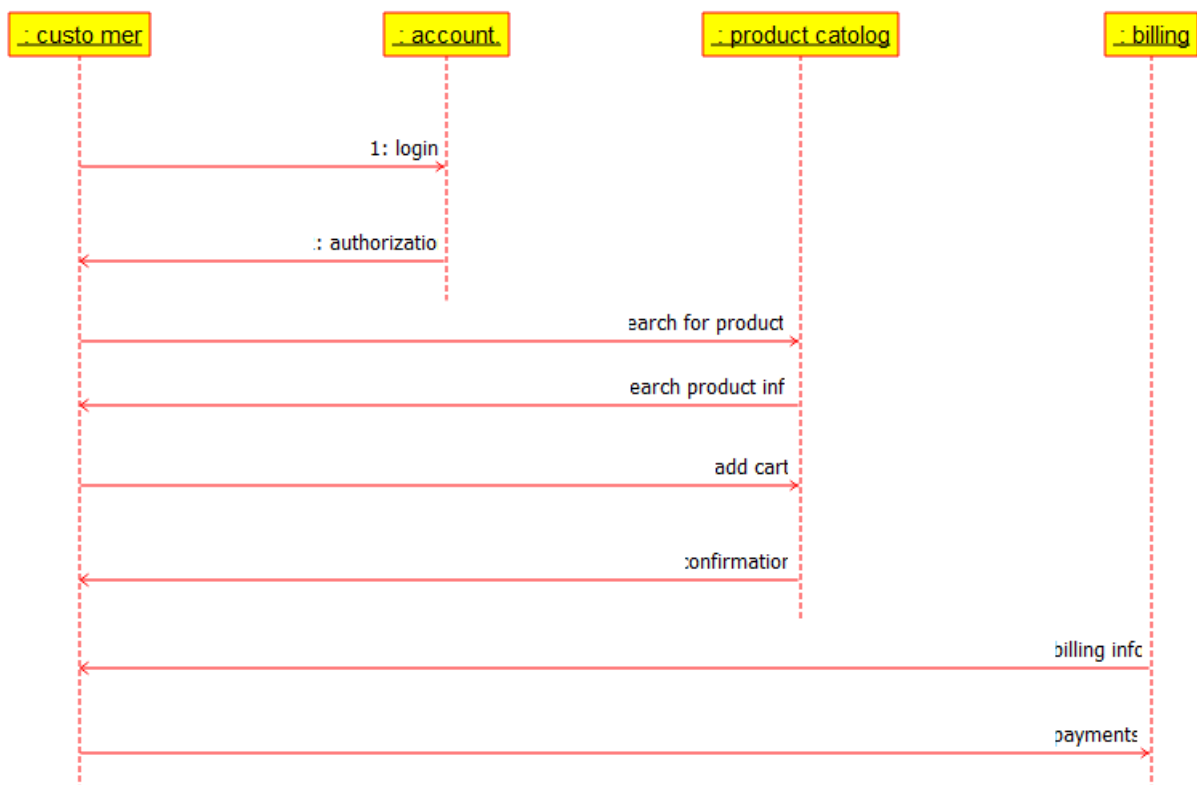 : custo mer
: account.
: product catolog
: billing
1: login
: authorizatio
earch for product
earch product inf
add cart
confirmation
billing info
payments